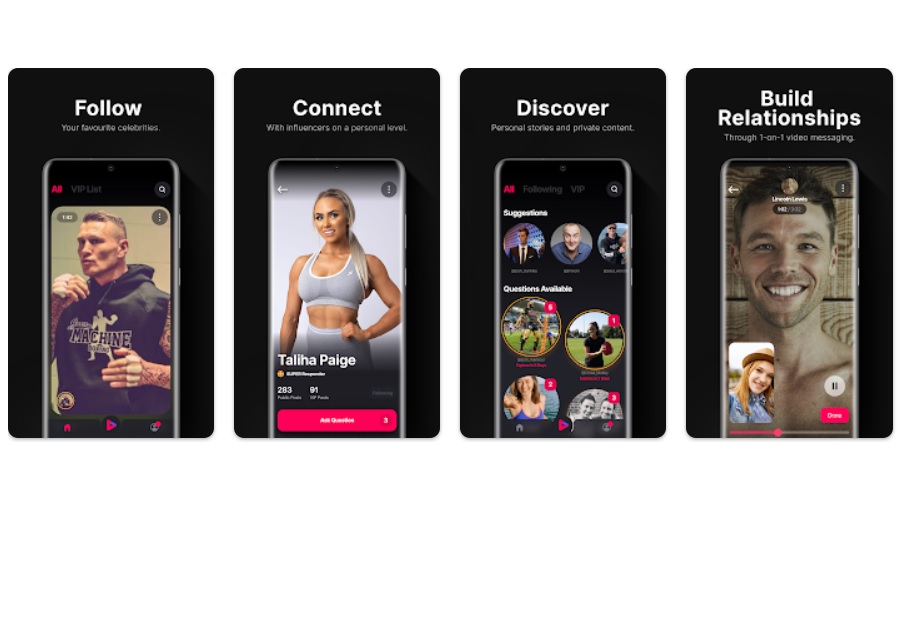 Follow
Your favourite celebrities.
All VIP List
1:40
MACHINE
Connect
With influencers on a personal level.
Taliha Paige
SUPER Responder
283
Public Posts
91
VIP Posts
Following
Ask Question
3
Discover
Personal stories and private content.
All Following VIP
Suggestions
Questions Available
5
1
2
3
Build
Relationships
Through 1-on-1 video messaging.
Lincoln Lewis
Done